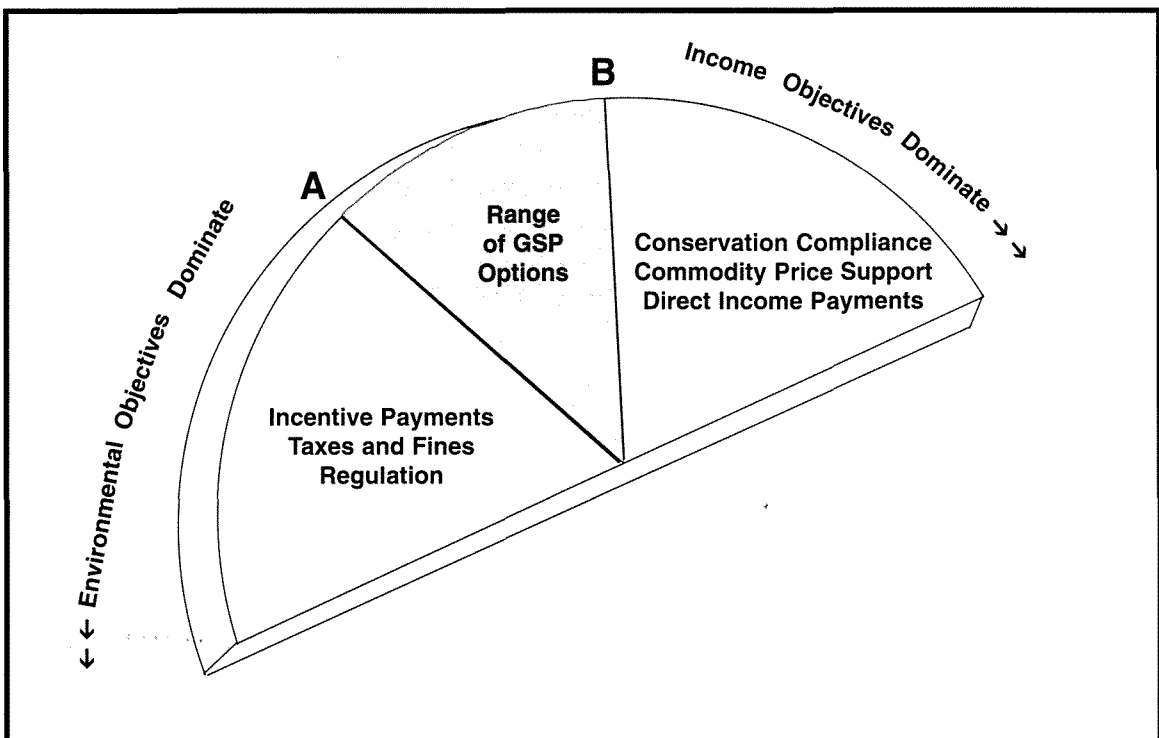 B
Income Objectives Dominate → →
A
← ← Environmental Objectives Dominate
Range
of GSP
Options
Conservation Compliance
Commodity Price Support
Direct Income Payments
Incentive Payments
Taxes and Fines
Regulation